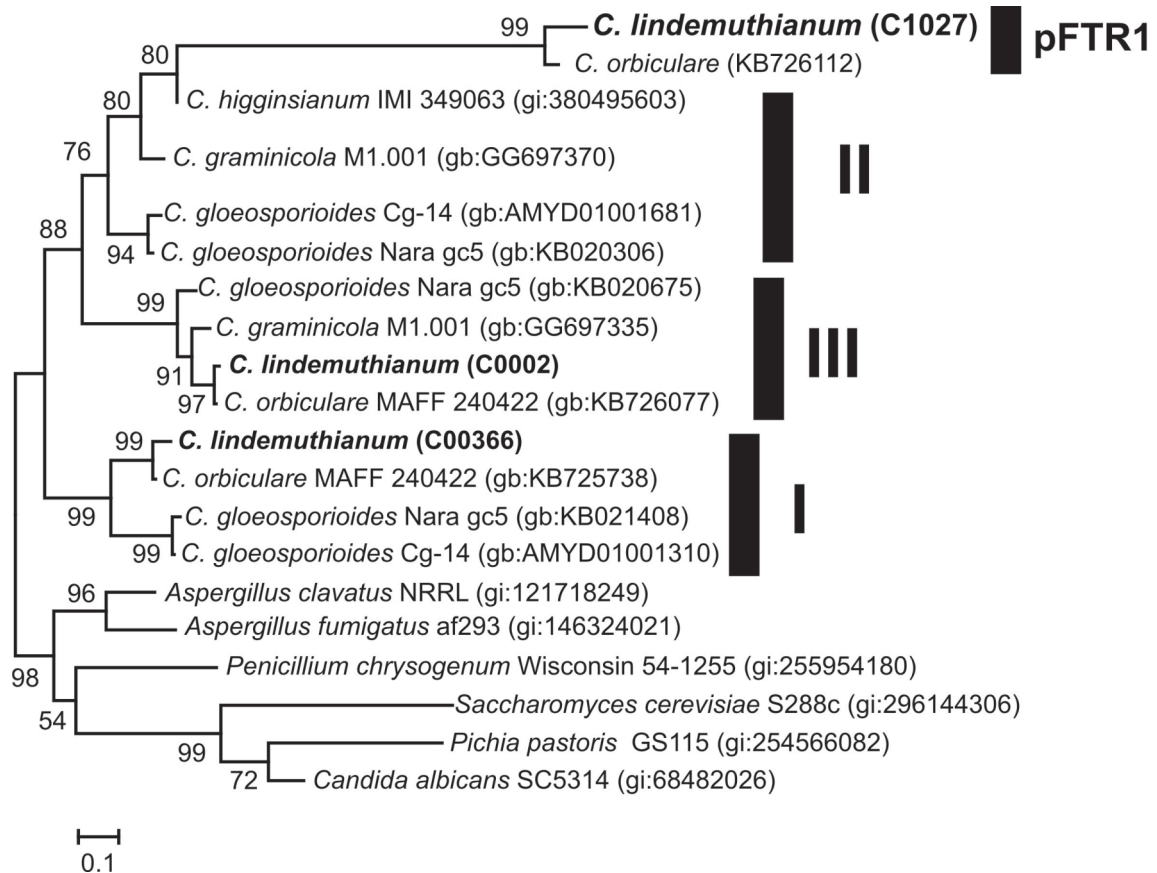 99
C. lindemuthianum (C1027)
pFTR1
80
C. orbiculare (KB726112)
80
C. higginsianum IMI 349063 (gi:380495603)
76
C. graminicola M1.001 (gb:GG697370)
II
C. gloeosporioides Cg-14 (gb:AMYD01001681)
88
94
C. gloeosporioides Nara gc5 (gb:KB020306)
99
C. gloeosporioides Nara gc5 (gb:KB020675)
C. graminicola M1.001 (gb:GG697335)
III
91
C. lindemuthianum (C0002)
97
C. orbiculare MAFF 240422 (gb:KB726077)
99
C. lindemuthianum (C00366)
C. orbiculare MAFF 240422 (gb:KB725738)
99
C. gloeosporioides Nara gc5 (gb:KB021408)
I
99
C. gloeosporioides Cg-14 (gb:AMYD01001310)
96
Aspergillus clavatus NRRL (gi:121718249)
Aspergillus fumigatus af293 (gi:146324021)
98
Penicillium chrysogenum Wisconsin 54-1255 (gi:255954180)
54
Saccharomyces cerevisiae S288c (gi:296144306)
99
Pichia pastoris GS115 (gi:254566082)
72
Candida albicans SC5314 (gi:68482026)
0.1